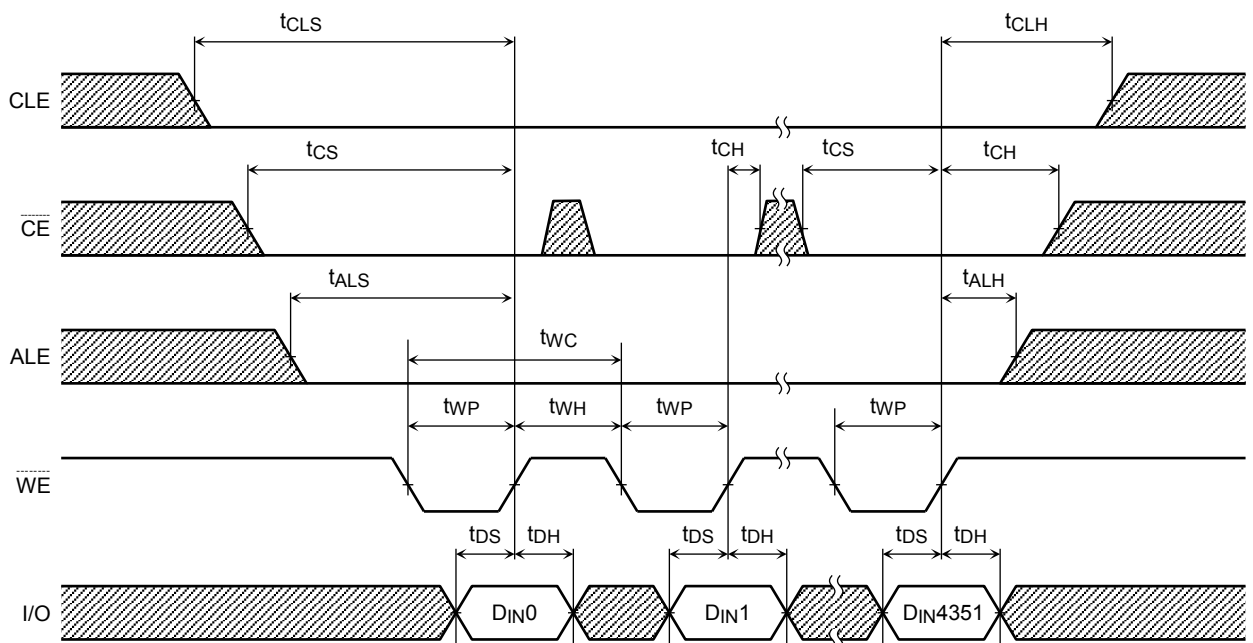 tCLS
tCLH
CLE
tCS
tCH
tCS
tCH
CE
tALS
tALH
tWC
ALE
tWP
tWH
tWP
tWP
WE
tDS
tDH
tDS
tDH
tDS
tDH
I/O
DIN0
DIN1
DIN4351